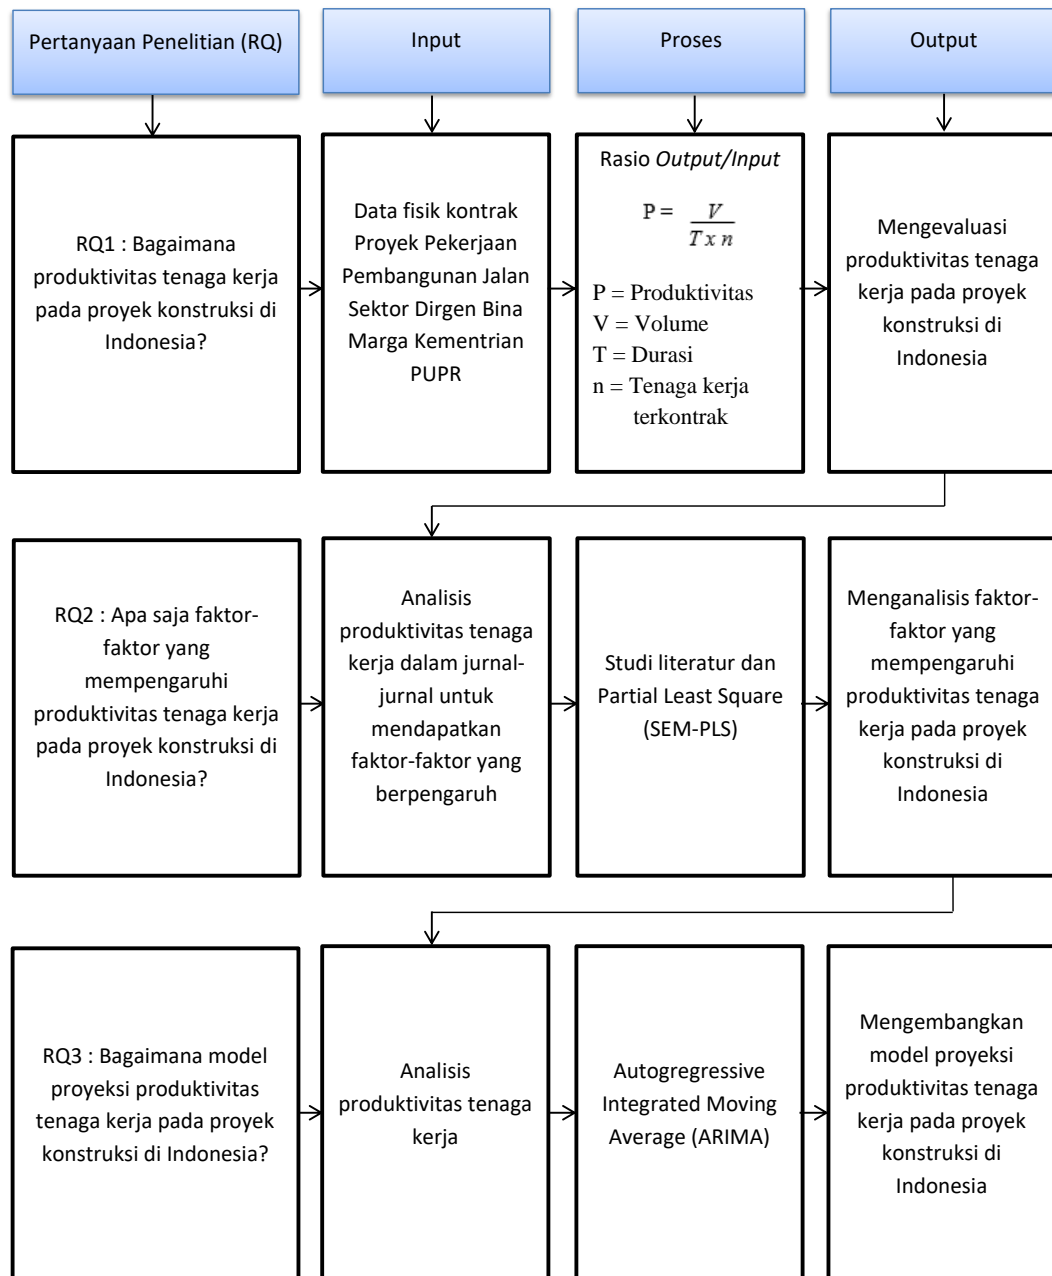 Pertanyaan Penelitian (RQ)
Input
Proses
Output
RQ1 : Bagaimana
produktivitas tenaga kerja
pada proyek konstruksi di
Indonesia?
Data fisik kontrak
Proyek Pekerjaan
Pembangunan Jalan
Sektor Dirgen Bina
Marga Kementrian
PUPR
Rasio Output/Input
P = V / T x n
P = Produktivitas
V = Volume
T = Durasi
n = Tenaga kerja
terkontrak
Mengevaluasi
produktivitas tenaga
kerja pada proyek
konstruksi di
Indonesia
RQ2 : Apa saja faktor-
faktor yang
mempengaruhi
produktivitas tenaga kerja
pada proyek konstruksi di
Indonesia?
Analisis
produktivitas tenaga
kerja dalam jurnal-
jurnal untuk
mendapatkan
faktor-faktor yang
berpengaruh
Studi literatur dan
Partial Least Square
(SEM-PLS)
Menganalisis faktor-
faktor yang
mempengaruhi
produktivitas tenaga
kerja pada proyek
konstruksi di
Indonesia
RQ3 : Bagaimana model
proyeksi produktivitas
tenaga kerja pada proyek
konstruksi di Indonesia?
Analisis
produktivitas tenaga
kerja
Autogregressive
Integrated Moving
Average (ARIMA)
Mengembangkan
model proyeksi
produktivitas tenaga
kerja pada proyek
konstruksi di
Indonesia